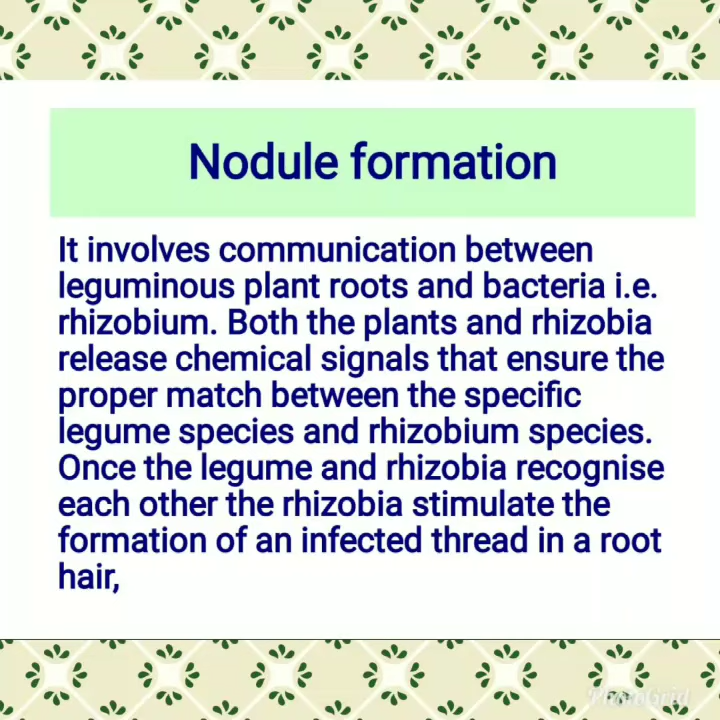 Nodule formation
It involves communication between
leguminous plant roots and bacteria i.e.
rhizobium. Both the plants and rhizobia
release chemical signals that ensure the
proper match between the specific
legume species and rhizobium species.
Once the legume and rhizobia recognise
each other the rhizobia stimulate the
formation of an infected thread in a root
hair,
PhotoGrid